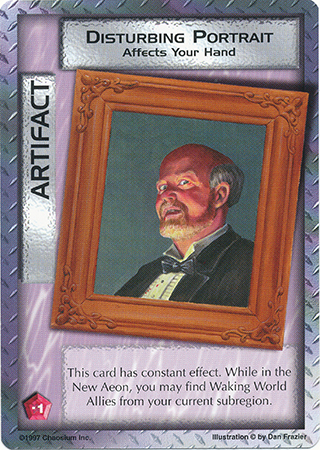 DISTURBING PORTRAIT
Affects Your Hand
ARTIFACT
This card has constant effect. While in the
New Aeon, you may find Waking World
Allies from your current subregion.
-1
©1997 Chaosium Inc.
Illustration © by Dan Frazier